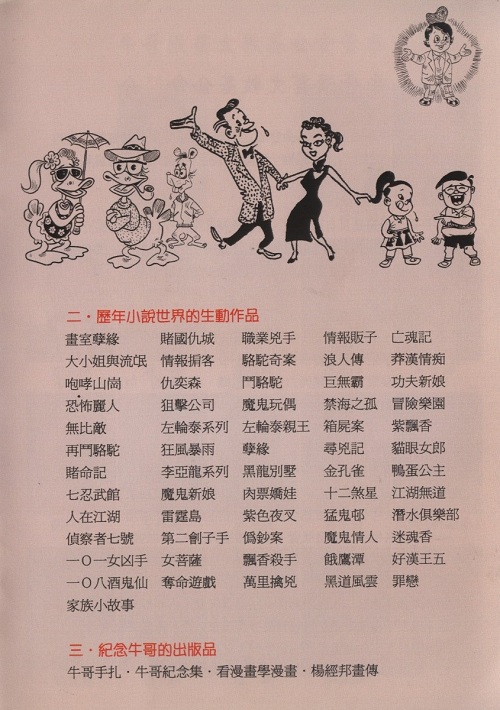 二・歷年小說世界的生動作品
畫室孽緣 賭國仇城 職業兇手 情報販子 亡魂記
大小姐與流氓 情報掮客 駱駝奇案 浪人傳 莽漢情痴
咆哮山崗 仇奕森 鬥駱駝 巨無霸 功夫新娘
恐怖麗人 狙擊公司 魔鬼玩偶 禁海之孤 冒險樂園
無比敵 左輪泰系列 左輪泰親王 箱屍案 紫飄香
再鬥駱駝 狂風暴雨 孽緣 尋兇記 貓眼女郎
賭命記 李亞龍系列 黑龍別墅 金孔雀 鴨蛋公主
七忍武館 魔鬼新娘 肉票嬌娃 十二煞星 江湖無道
人在江湖 雷霆島 紫色夜叉 猛鬼邨 潛水俱樂部
偵察者七號 第二劊子手 偽鈔案 魔鬼情人 迷魂香
一〇一女凶手 女菩薩 飄香殺手 餓鷹潭 好漢王五
一〇八酒鬼仙 奪命遊戲 萬里擒兇 黑道風雲 罪戀
家族小故事
三・紀念牛哥的出版品
牛哥手扎・牛哥紀念集・看漫畫學漫畫・楊經邦畫傳